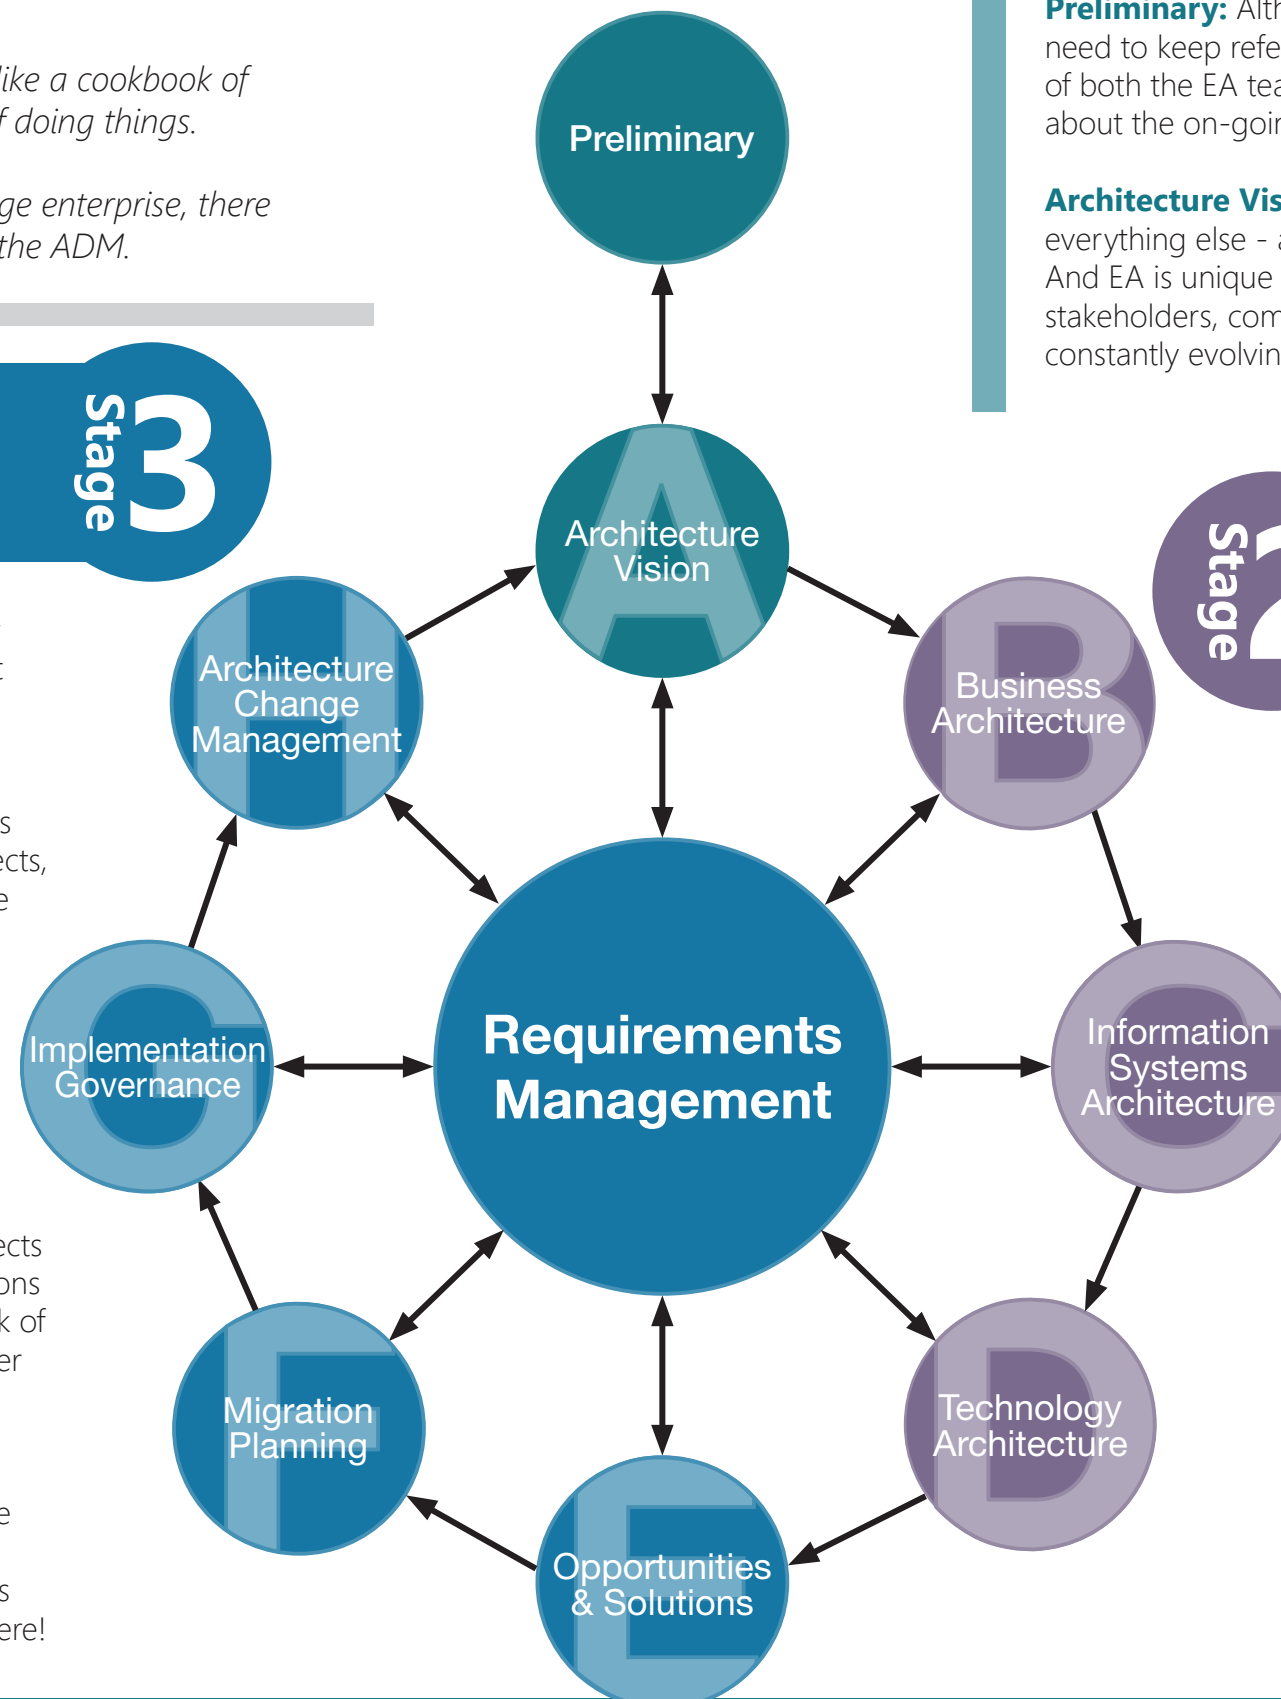 like a cookbook of
f doing things.
ge enterprise, there
the ADM.
Preliminary: Alth
need to keep refe
of both the EA tea
about the on-goin
Architecture Vis
everything else - a
And EA is unique
stakeholders, com
constantly evolvin
Preliminary
Stage 3
Stage 2
A
Architecture
Vision
B
Business
Architecture
C
Information
Systems
Architecture
D
Technology
Architecture
E
Opportunities
& Solutions
F
Migration
Planning
G
Implementation
Governance
H
Architecture
Change
Management
Requirements
Management
t
s
ects,
e
ects
ons
k of
er
e
s
ere!